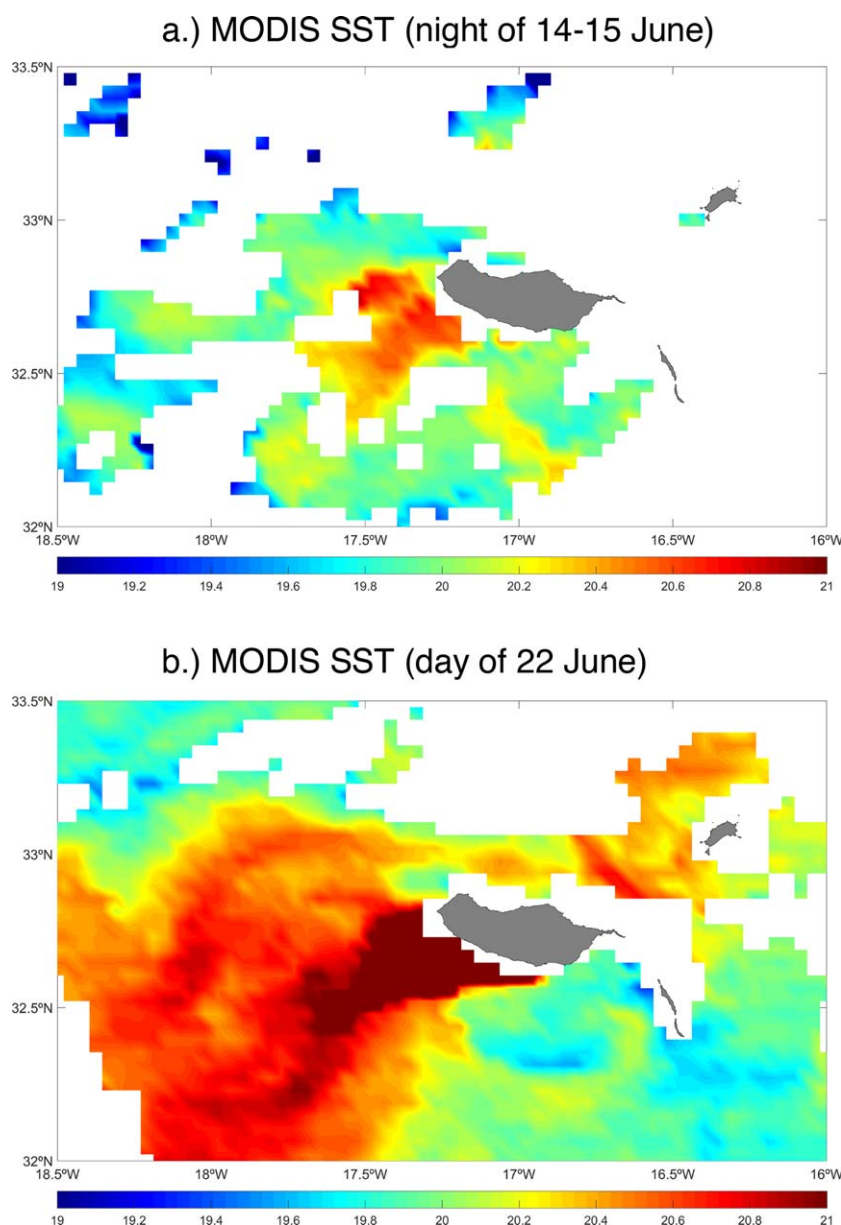 a.) MODIS SST (night of 14-15 June)
33.5ºN
33ºN
32.5ºN
32ºN
18.5ºW 18ºW 17.5ºW 17ºW 16.5ºW 16ºW
19 19.2 19.4 19.6 19.8 20 20.2 20.4 20.6 20.8 21
b.) MODIS SST (day of 22 June)
33.5ºN
33ºN
32.5ºN
32ºN
18.5ºW 18ºW 17.5ºW 17ºW 16.5ºW 16ºW
19 19.2 19.4 19.6 19.8 20 20.2 20.4 20.6 20.8 21